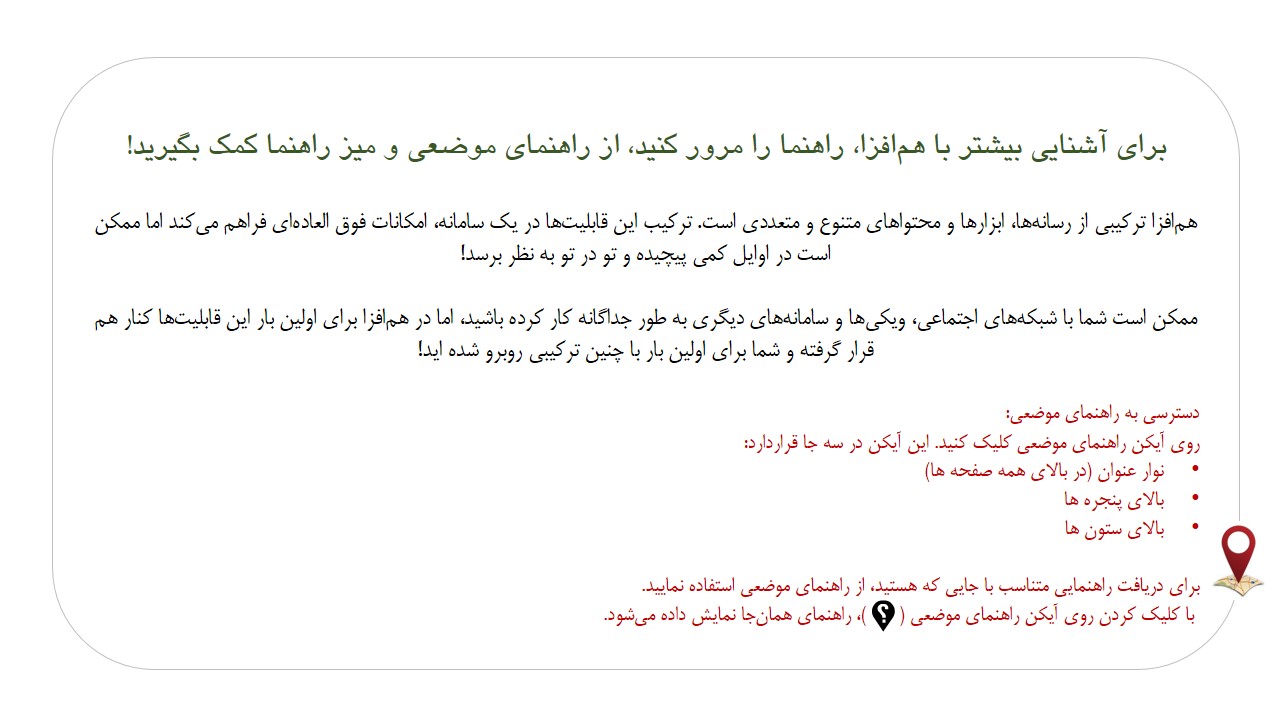 برای آشنایی بیشتر با هم‌افزا، راهنما را مرور کنید، از راهنمای موضعی و میز راهنما کمک بگیرید!
هم‌افزا ترکیبی از رسانه‌ها، ابزارها و محتواهای متنوع و متعددی است. ترکیب این قابلیت‌ها در یک سامانه، امکانات فوق العاده‌ای فراهم می‌کند اما ممکن
است در اوایل کمی پیچیده و تو در تو به نظر برسد!
ممکن است شما با شبکه‌های اجتماعی، ویکی‌ها و سامانه‌های دیگری به طور جداگانه کار کرده باشید، اما در هم‌افزا برای اولین بار این قابلیت‌ها کنار هم
قرار گرفته و شما برای اولین بار با چنین ترکیبی روبرو شده اید!
دسترسی به راهنمای موضعی:
روی آیکن راهنمای موضعی کلیک کنید. این آیکن در سه جا قراردارد:
• نوار عنوان (در بالای همه صفحه ها)
• بالای پنجره ها
• بالای ستون ها
برای دریافت راهنمایی متناسب با جایی که هستید، از راهنمای موضعی استفاده نمایید.
با کلیک کردن روی آیکن راهنمای موضعی (؟)، راهنمای همان‌جا نمایش داده می‌شود.